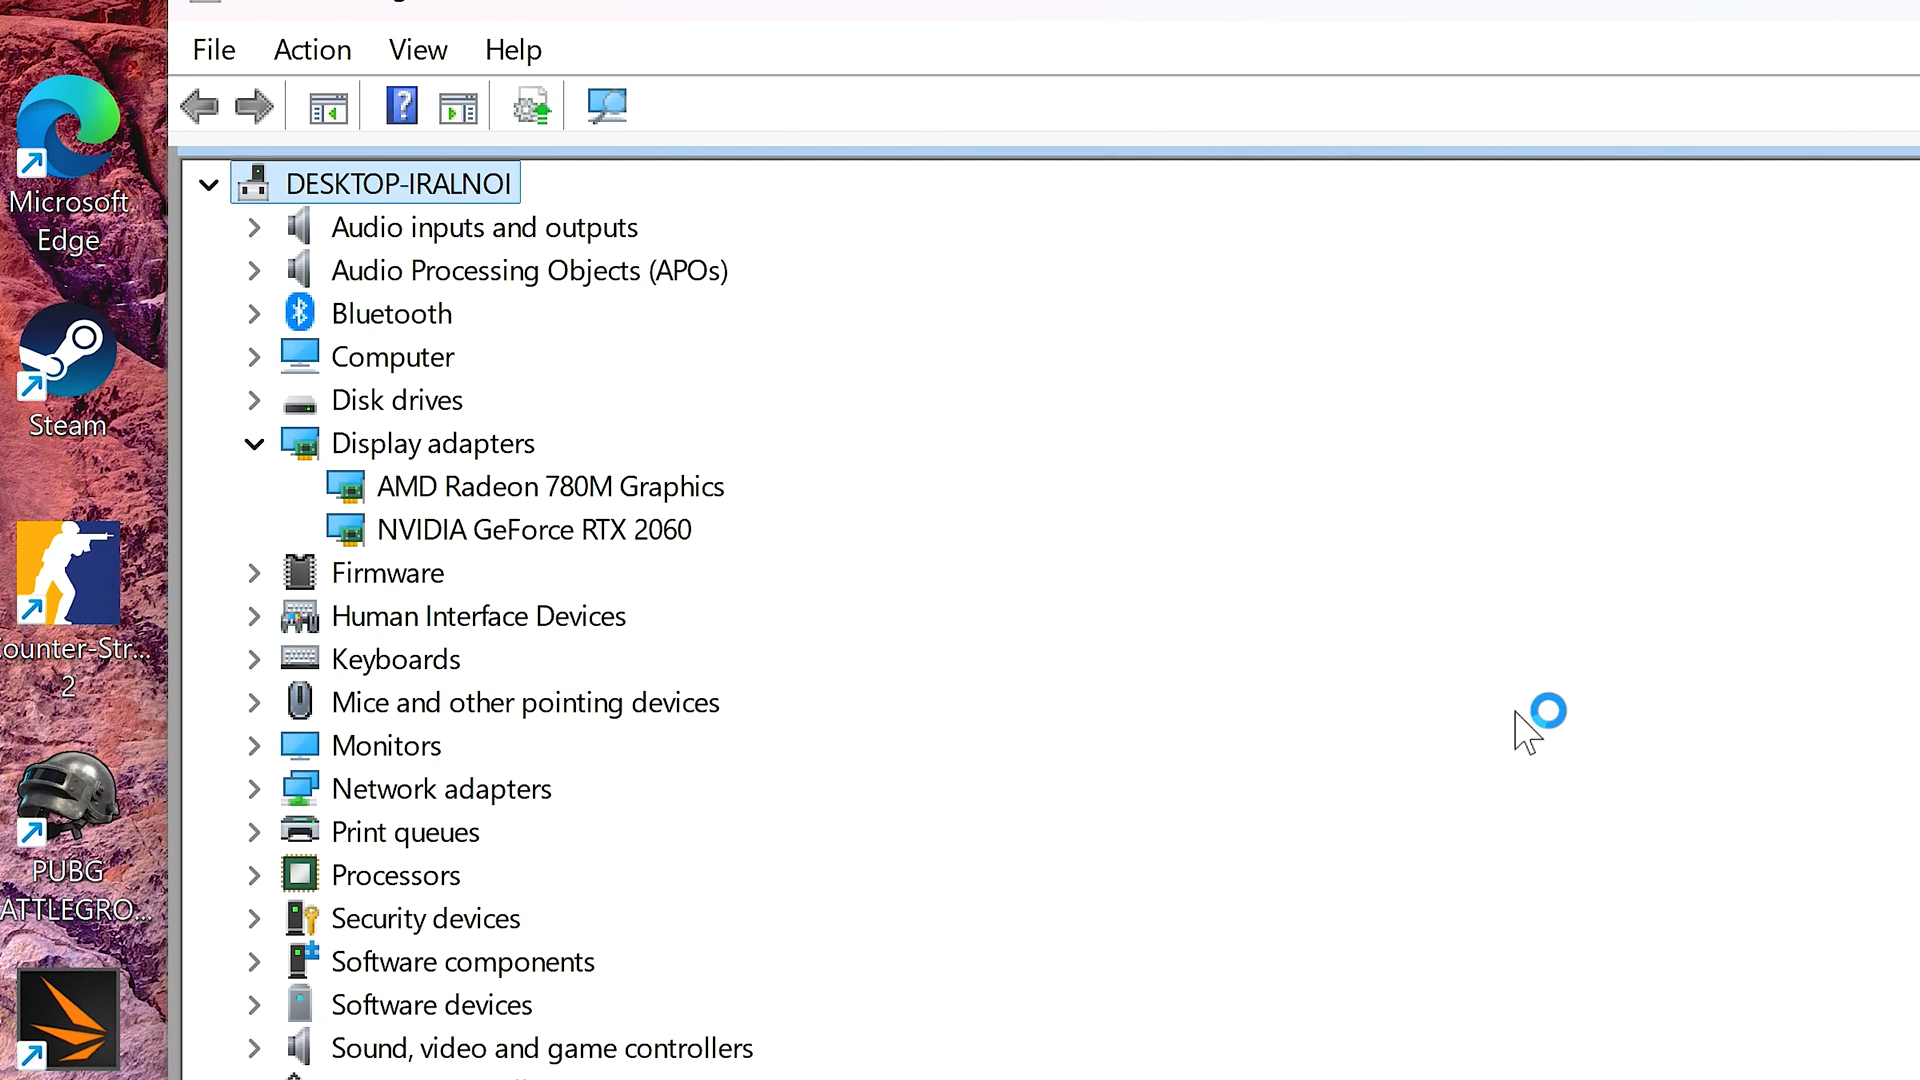 File Action View Help
DESKTOP-IRALNOI
Audio inputs and outputs
Audio Processing Objects (APOs)
Bluetooth
Computer
Disk drives
Display adapters
AMD Radeon 780M Graphics
NVIDIA GeForce RTX 2060
Firmware
Human Interface Devices
Keyboards
Mice and other pointing devices
Monitors
Network adapters
Print queues
Processors
Security devices
Software components
Software devices
Sound, video and game controllers
Microsoft
Edge
Steam
ounter-Str...
2
PUBG
ATTLEGRO...